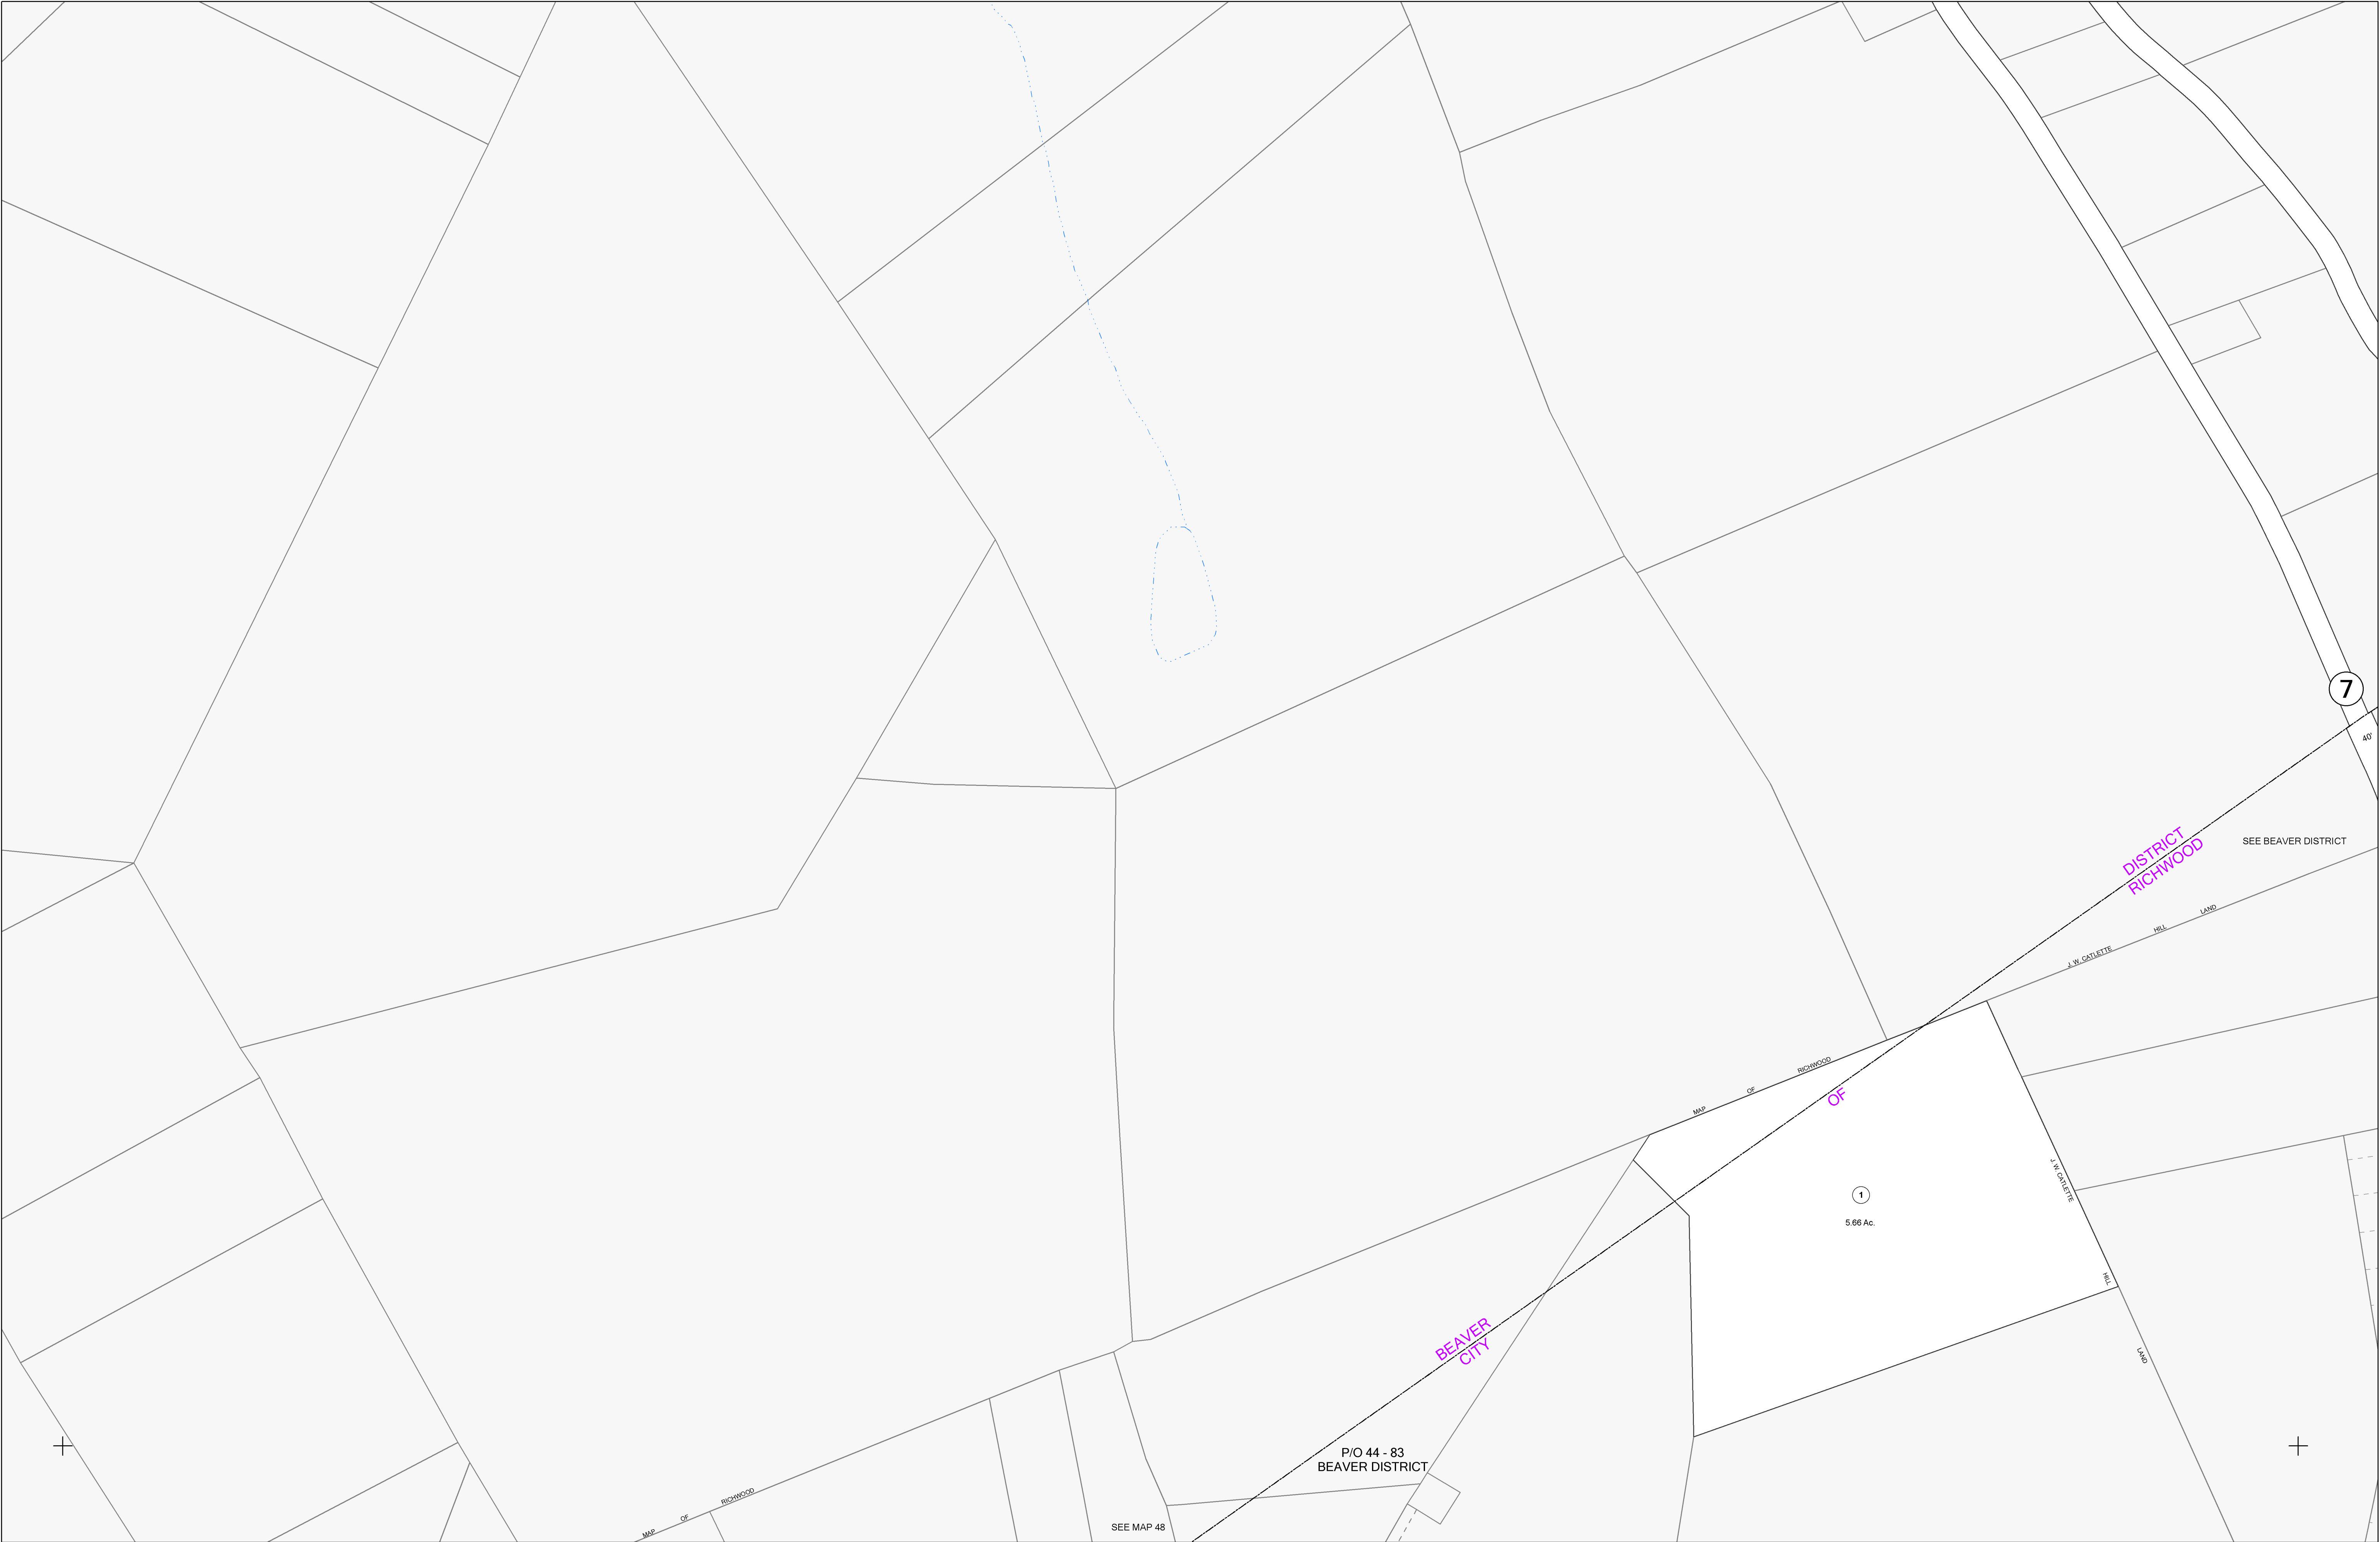 7
40'
DISTRICT
RICHWOOD
SEE BEAVER DISTRICT
J. W. CATLETTE HILL LAND
MAP OF RICHWOOD
OF
1
5.66 Ac.
J. W. CATLETTE HILL LAND
BEAVER
CITY
P/O 44 - 83
BEAVER DISTRICT
MAP OF RICHWOOD
SEE MAP 48